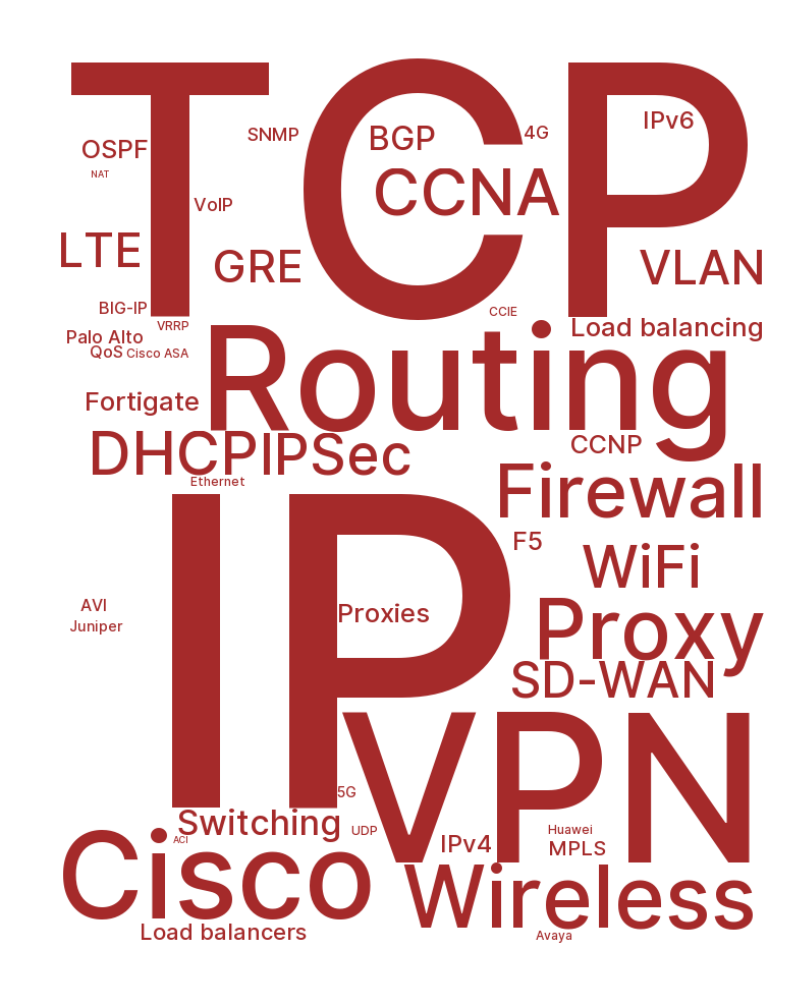 TCP
IPv6
SNMP
BGP
4G
OSPF
NAT
CCNA
VoIP
LTE
GRE
VLAN
BIG-IP
CCIE
VRRP
Load balancing
Palo Alto
QoS
Cisco ASA
Routing
Fortigate
CCNP
DHCP
IPSec
Ethernet
Firewall
IP
F5
WiFi
AVI
Proxies
Juniper
Proxy
SD-WAN
VPN
5G
Switching
UDP
Huawei
ACI
IPv4
MPLS
Cisco
Wireless
Load balancers
Avaya